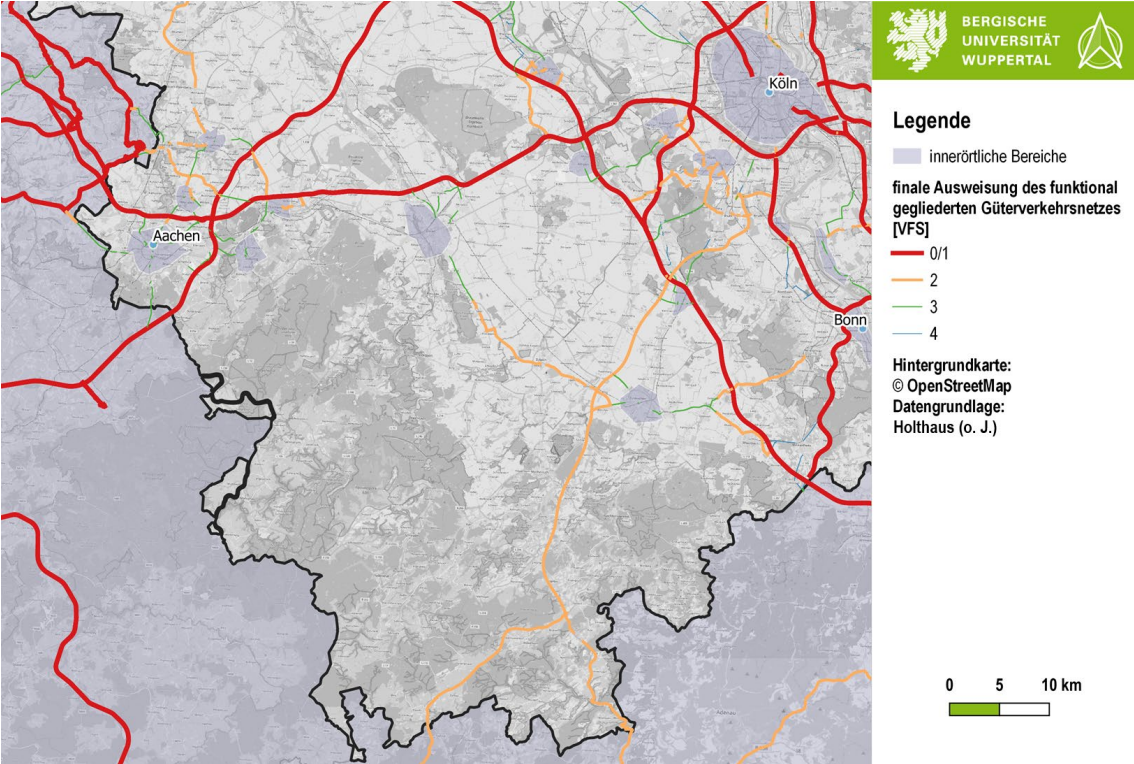 BERGISCHE
UNIVERSITÄT
WUPPERTAL
Köln
Aachen
Bonn
Legende
innerörtliche Bereiche
finale Ausweisung des funktional
gegliederten Güterverkehrsnetzes
[VFS]
0/1
2
3
4
Hintergrundkarte:
© OpenStreetMap
Datengrundlage:
Holthaus (o. J.)
0 5 10 km